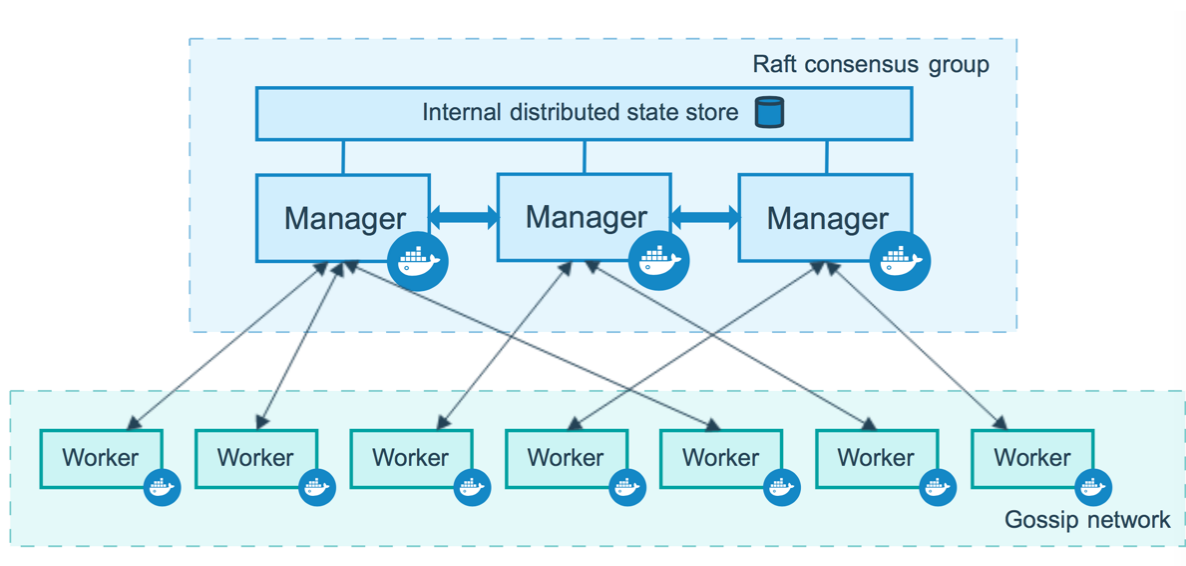 Raft consensus group
Internal distributed state store
Manager
Manager
Manager
Worker
Worker
Worker
Worker
Worker
Worker
Worker
Gossip network